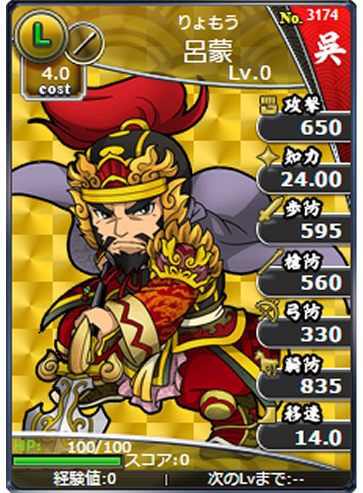 L
4.0
cost
りょもう
呂蒙
Lv.0
No. 3174
呉
攻撃
650
知力
24.00
歩防
595
槍防
560
弓防
330
騎防
835
移速
14.0
HP: 100/100
スコア:0
経験値:0 | 次のLvまで:--